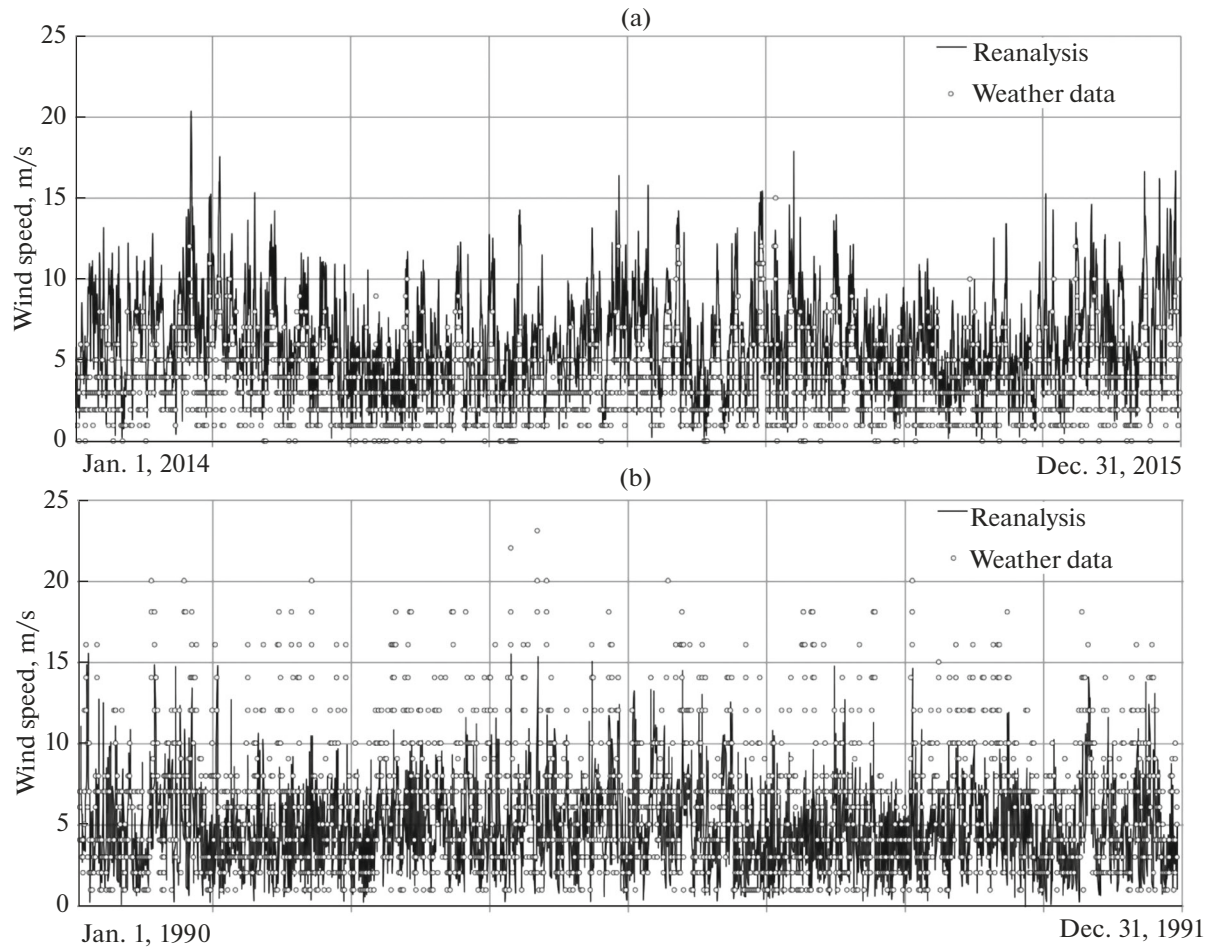 (a)
25
20
15
10
5
0
Wind speed, m/s
Reanalysis
Weather data
Jan. 1, 2014
Dec. 31, 2015
(b)
25
20
15
10
5
0
Wind speed, m/s
Reanalysis
Weather data
Jan. 1, 1990
Dec. 31, 1991